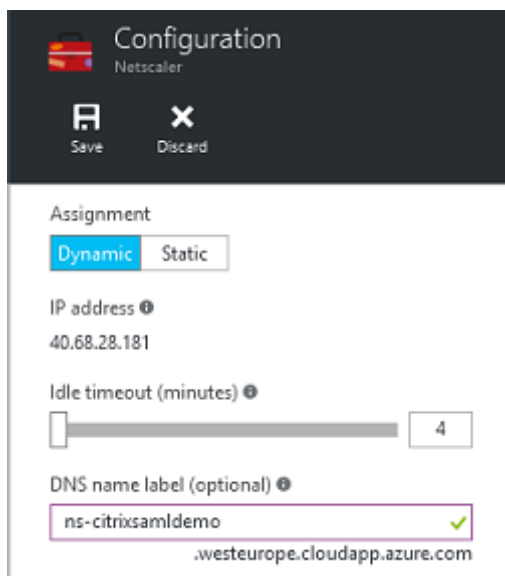 Configuration
Netscaler
Save Discard
Assignment
Dynamic Static
IP address
40.68.28.181
Idle timeout (minutes)
4
DNS name label (optional)
ns-citrixsamldemo
.westeurope.cloudapp.azure.com